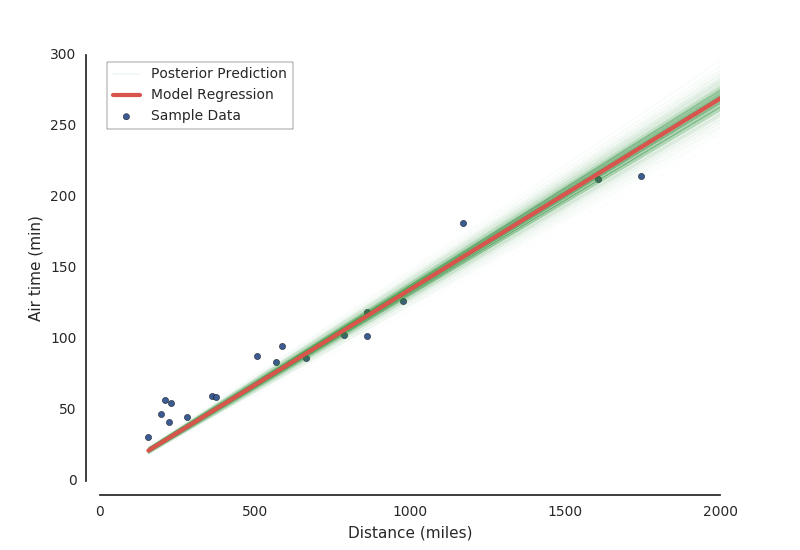 300
250
200
150
100
50
0
Air time (min)
Posterior Prediction
Model Regression
Sample Data
0 500 1000 1500 2000
Distance (miles)